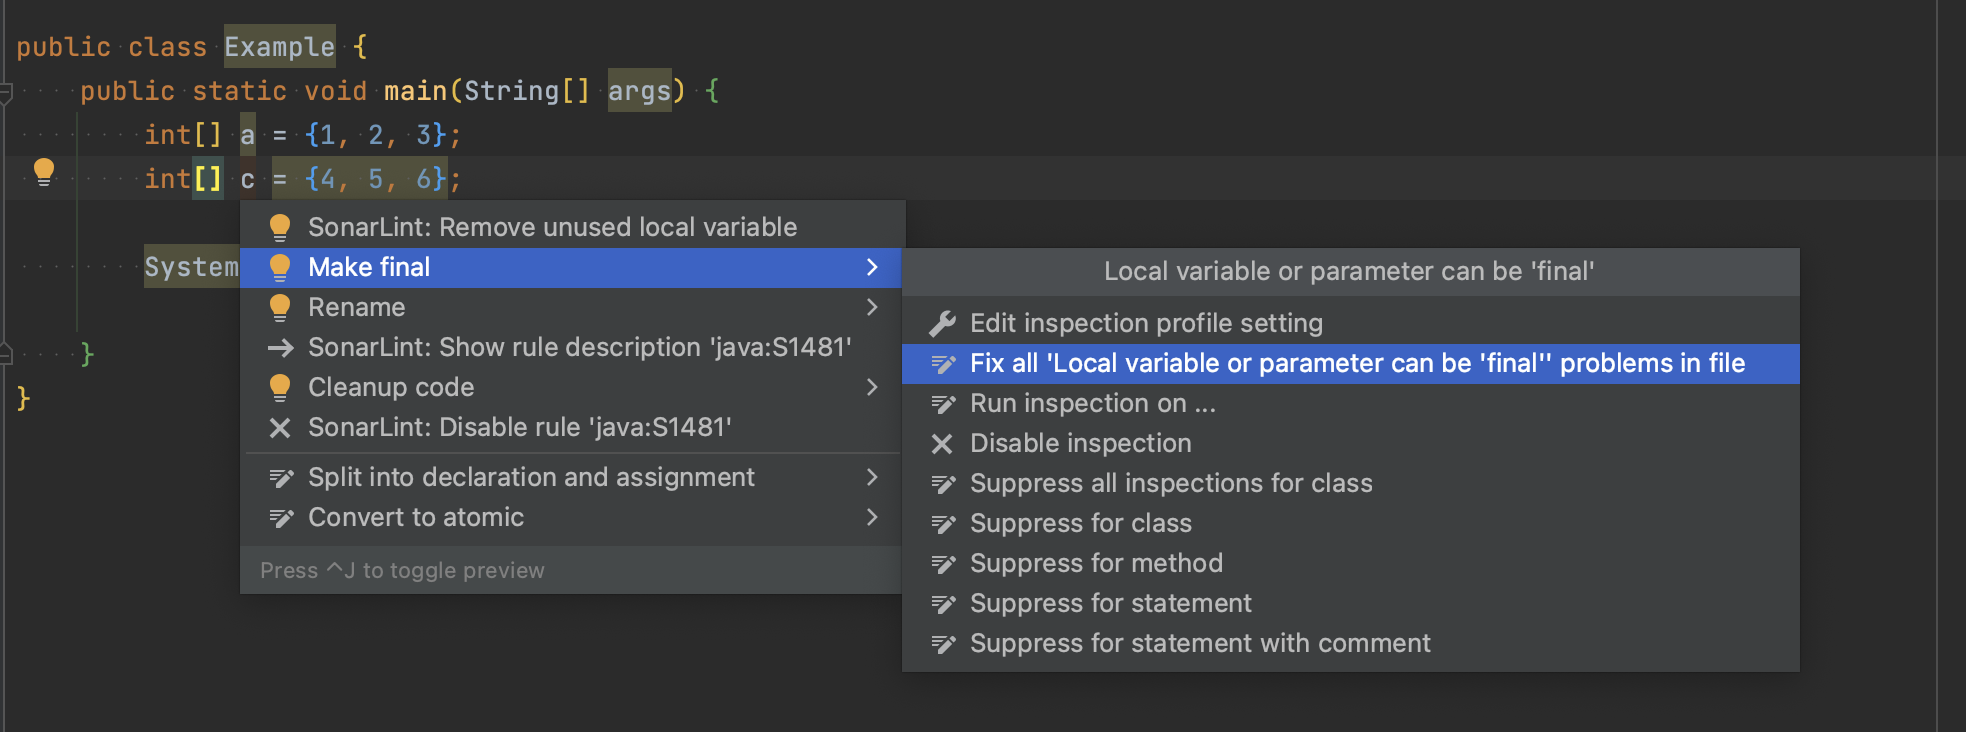 public class Example {
public static void main(String[] args) {
int[] a = {1, 2, 3};
int[] c = {4, 5, 6};
System
}
}
SonarLint: Remove unused local variable
Make final
Rename
SonarLint: Show rule description 'java:S1481'
Cleanup code
SonarLint: Disable rule 'java:S1481'
Split into declaration and assignment
Convert to atomic
Press ^J to toggle preview
Local variable or parameter can be 'final'
Edit inspection profile setting
Fix all 'Local variable or parameter can be 'final'' problems in file
Run inspection on ...
Disable inspection
Suppress all inspections for class
Suppress for class
Suppress for method
Suppress for statement
Suppress for statement with comment